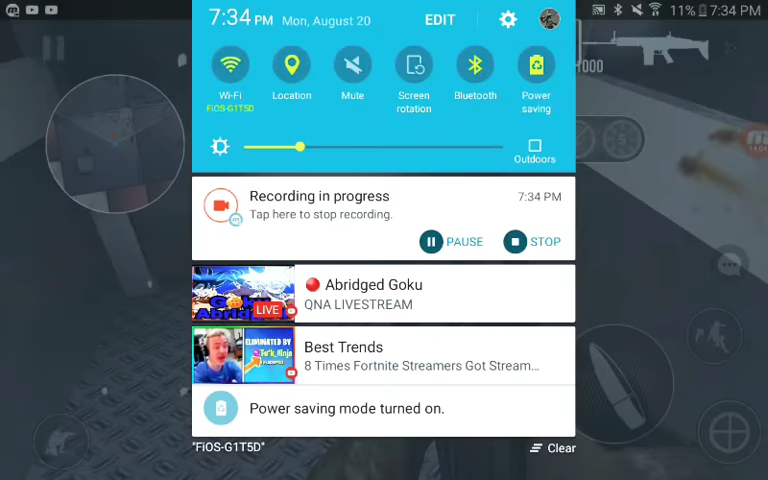 7:34 PM Mon, August 20 EDIT
11% 7:34 PM
1000
Wi-Fi
FiOS-G1T5D
Location
Mute
Screen rotation
Bluetooth
Power saving
Outdoors
Recording in progress 7:34 PM
Tap here to stop recording.
PAUSE STOP
Abridged Goku
QNA LIVESTREAM
LIVE
ELIMINATED BY
Best Trends
8 Times Fortnite Streamers Got Stream...
Power saving mode turned on.
"FiOS-G1T5D" Clear